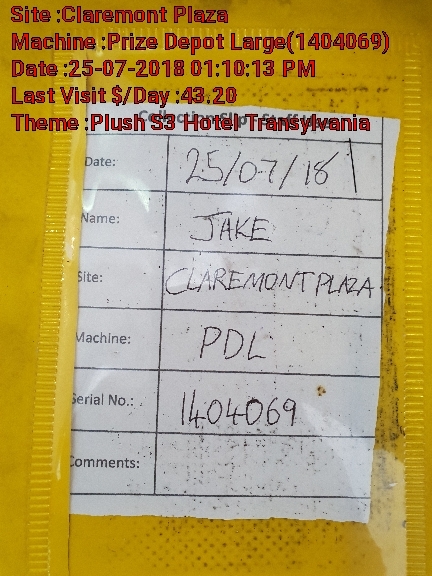 Site :Claremont Plaza
Machine :Prize Depot Large(1404069)
Date :25-07-2018 01:10:13 PM
Last Visit $/Day :43.20
Theme :Plush S3 Hotel Transylvania
Date: 25/07/18
Name: JAKE
Site: CLAREMONT PLAZA
Machine: PDL
Serial No.: 1404069
Comments: